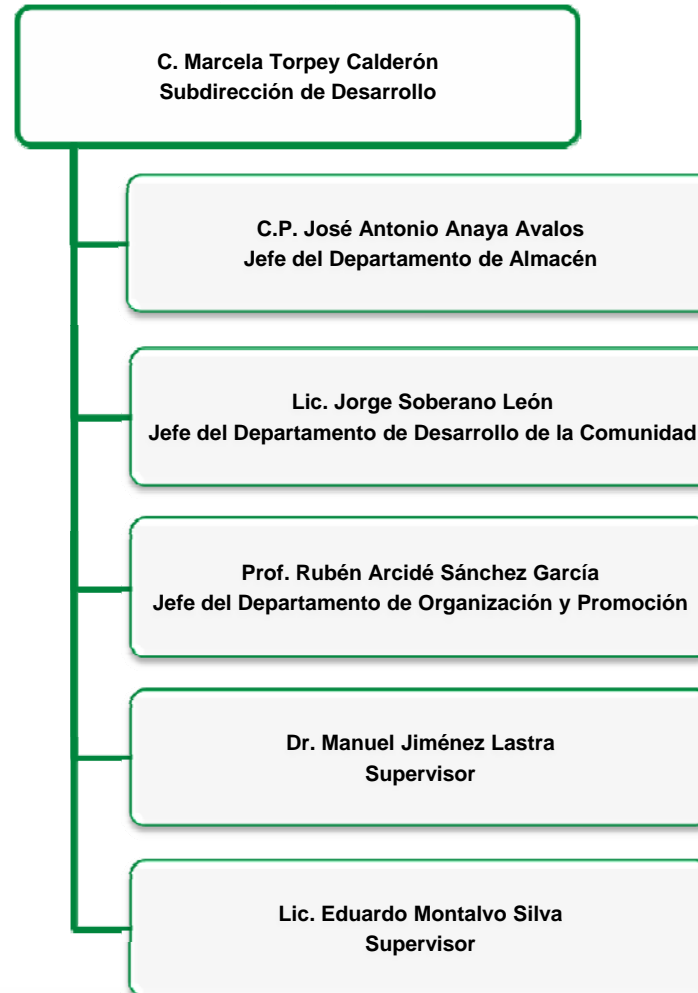 C. Marcela Torpey Calderón
Subdirección de Desarrollo
C.P. José Antonio Anaya Avalos
Jefe del Departamento de Almacén
Lic. Jorge Soberano León
Jefe del Departamento de Desarrollo de la Comunidad
Prof. Rubén Arcidé Sánchez García
Jefe del Departamento de Organización y Promoción
Dr. Manuel Jiménez Lastra
Supervisor
Lic. Eduardo Montalvo Silva
Supervisor